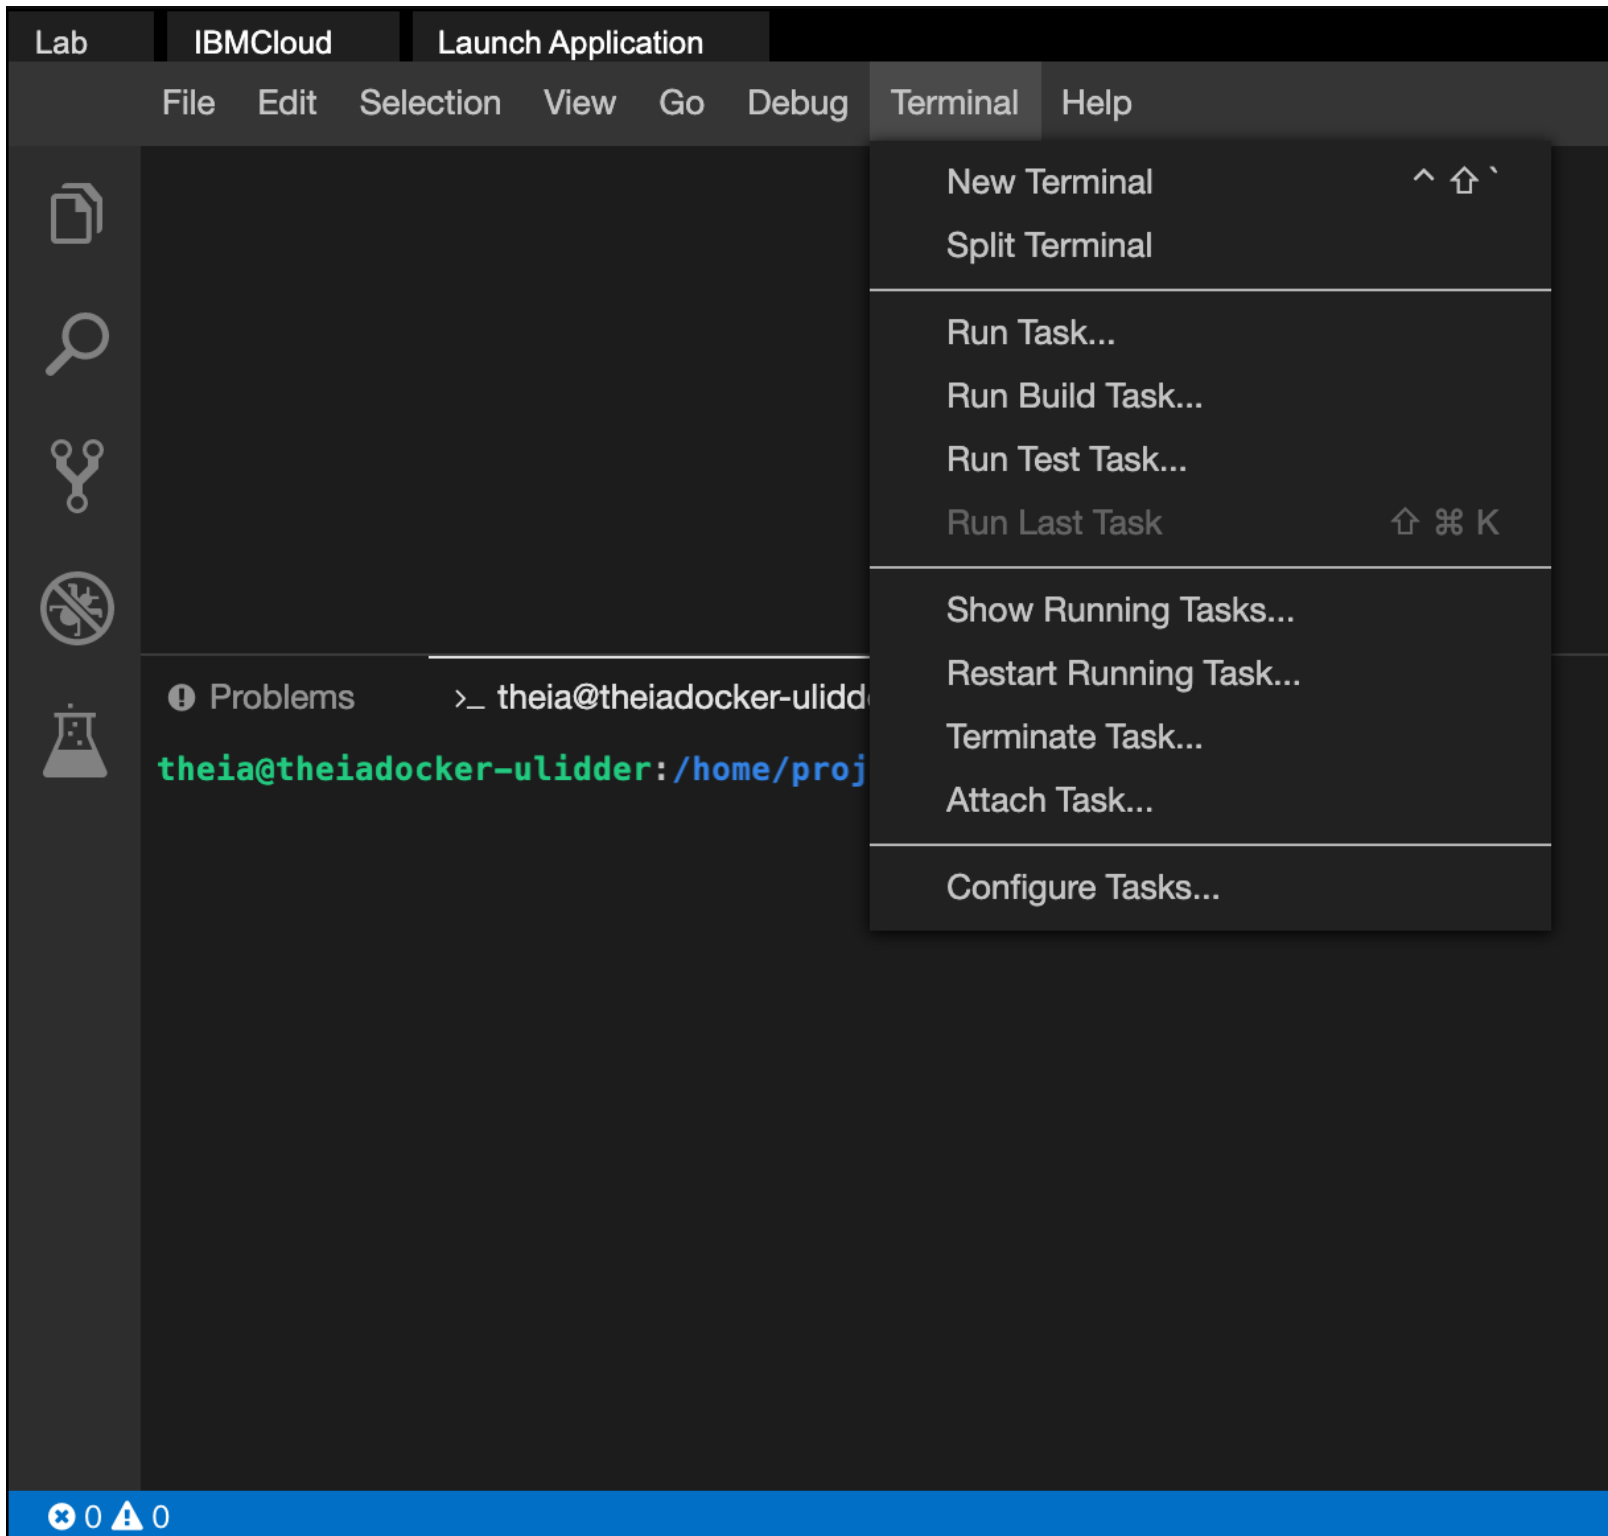 Lab IBMCloud Launch Application
File Edit Selection View Go Debug Terminal Help
New Terminal ^ ⇧ `
Split Terminal
Run Task...
Run Build Task...
Run Test Task...
Run Last Task ⇧ ⌘ K
Show Running Tasks...
Restart Running Task...
Terminate Task...
Attach Task...
Configure Tasks...
Problems >_ theia@theiadocker-ulidd
theia@theiadocker-ulidder:/home/proj
0 0